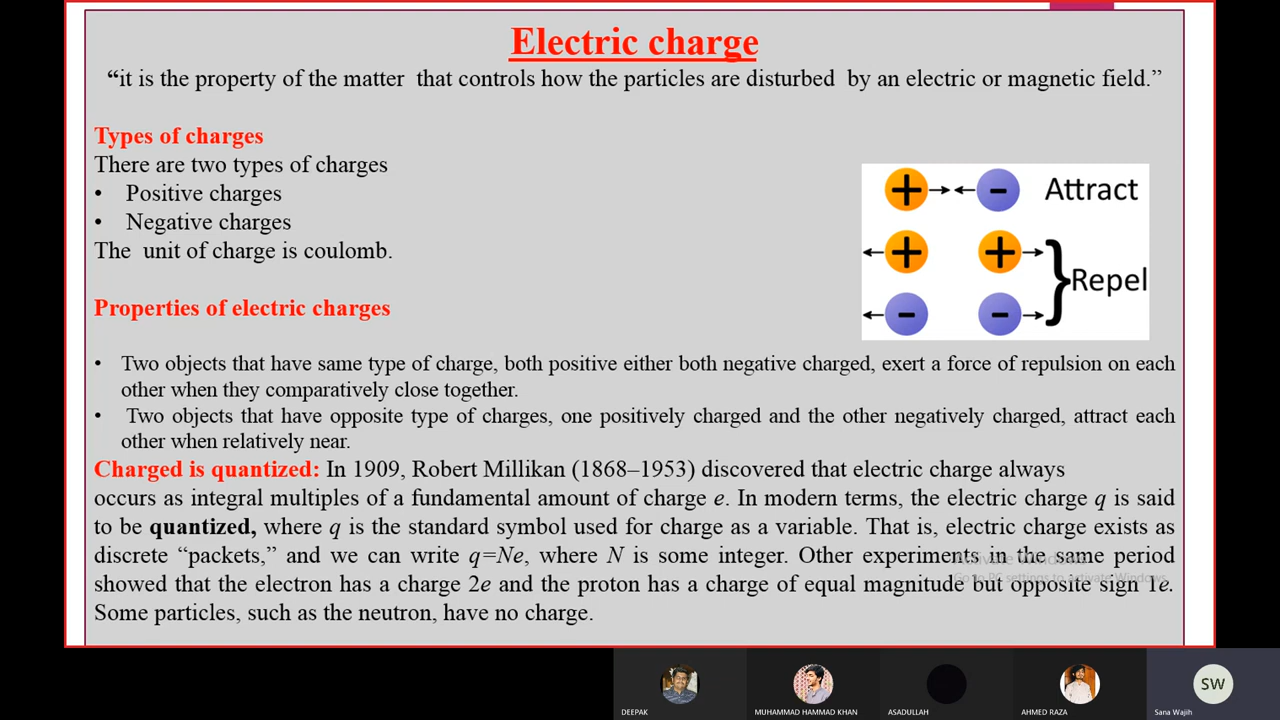 Electric charge
“it is the property of the matter that controls how the particles are disturbed by an electric or magnetic field.”
Types of charges
There are two types of charges
• Positive charges
• Negative charges
The unit of charge is coulomb.
+ - Attract
+ +
Repel
- -
Properties of electric charges
• Two objects that have same type of charge, both positive either both negative charged, exert a force of repulsion on each
other when they comparatively close together.
• Two objects that have opposite type of charges, one positively charged and the other negatively charged, attract each
other when relatively near.
Charged is quantized: In 1909, Robert Millikan (1868–1953) discovered that electric charge always
occurs as integral multiples of a fundamental amount of charge e. In modern terms, the electric charge q is said
to be quantized, where q is the standard symbol used for charge as a variable. That is, electric charge exists as
discrete “packets,” and we can write q=Ne, where N is some integer. Other experiments in the same period
showed that the electron has a charge 2e and the proton has a charge of equal magnitude but opposite sign 1e.
Some particles, such as the neutron, have no charge.
Activate Windows
Go to PC settings to activate Windows.
DEEPAK
MUHAMMAD HAMMAD KHAN
ASADULLAH
AHMED RAZA
SW
Sana Wajih